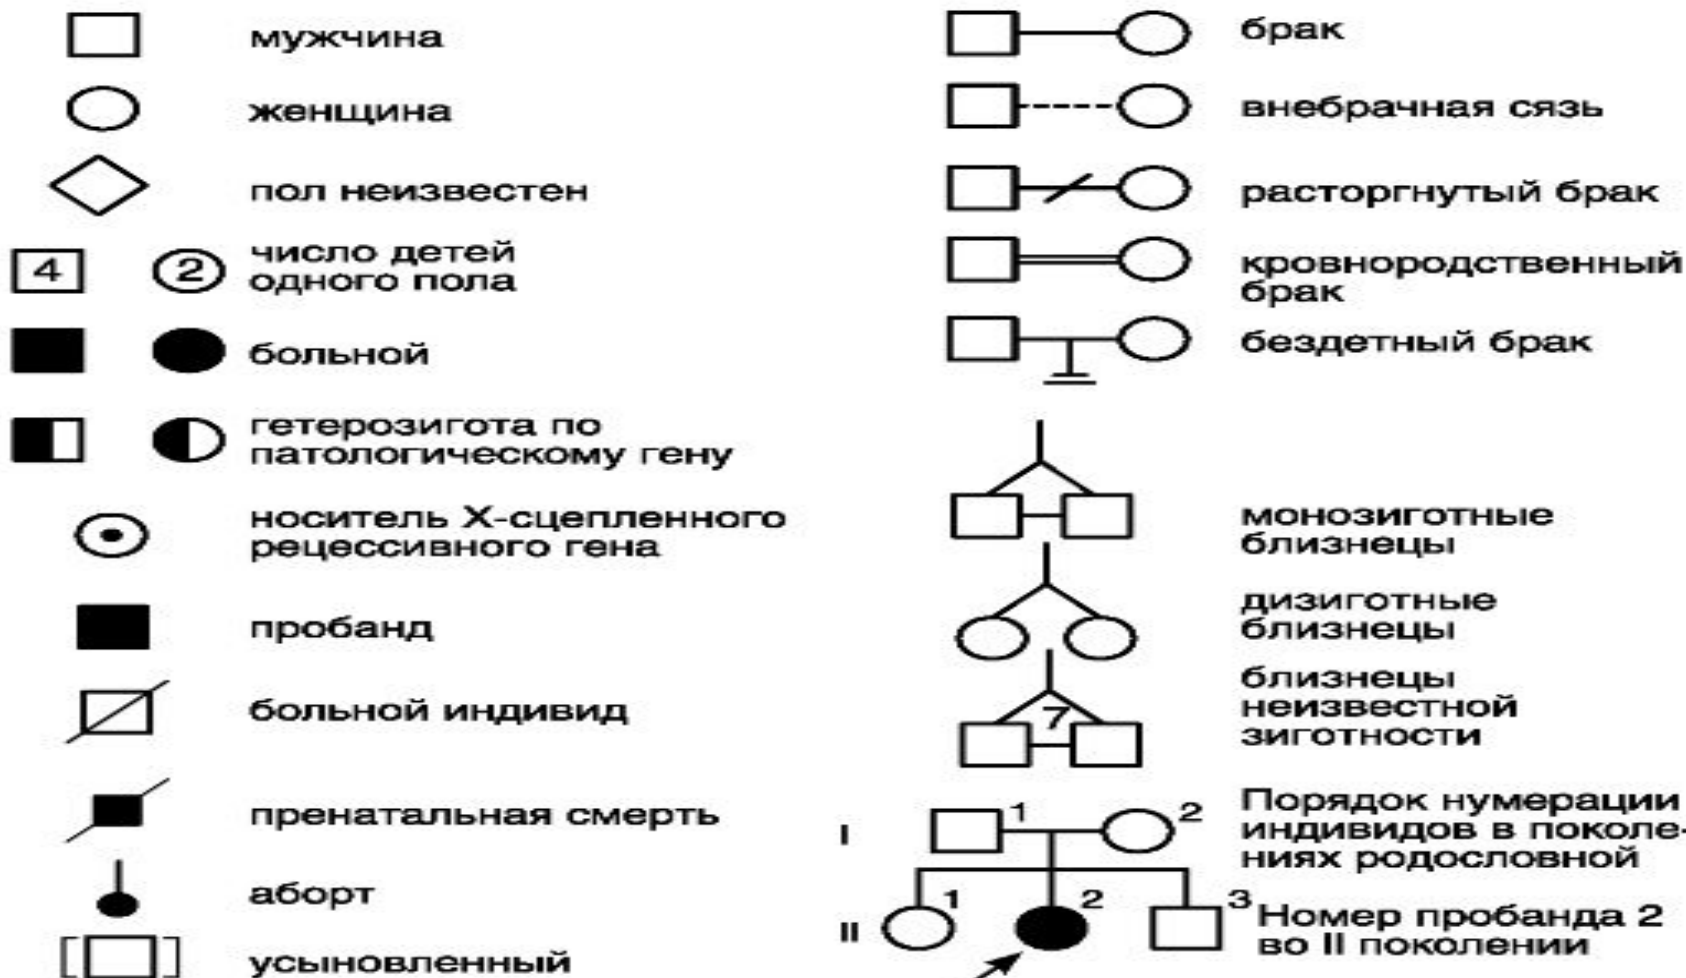 мужчина
женщина
пол неизвестен
4 2 число детей
одного пола
больной
гетерозигота по
патологическому гену
носитель X-сцепленного
рецессивного гена
пробанд
больной индивид
пренатальная смерть
аборт
[ ] усыновленный
брак
внебрачная сязь
расторгнутый брак
кровнородственный
брак
бездетный брак
монозиготные
близнецы
дизиготные
близнецы
7
близнецы
неизвестной
зиготности
I 1 2
Порядок нумерации
индивидов в поколе-
ниях родословной
II 1 2 3
Номер пробанда 2
во II поколении